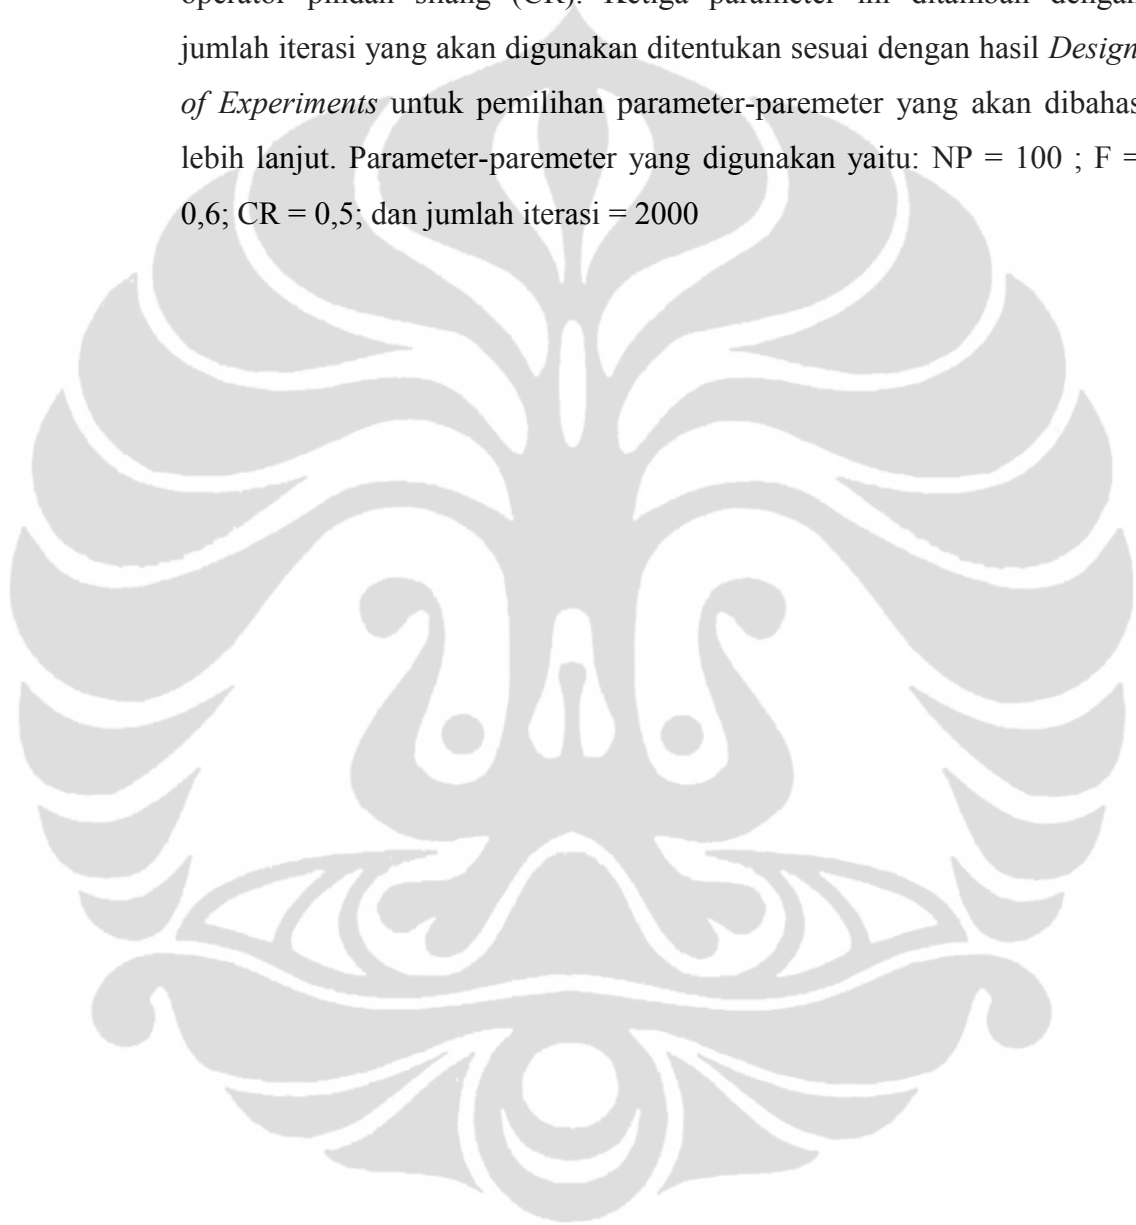 operator pindah silang (CR). Ketiga parameter ini ditambah dengan
jumlah iterasi yang akan digunakan ditentukan sesuai dengan hasil Design
of Experiments untuk pemilihan parameter-paremeter yang akan dibahas
lebih lanjut. Parameter-paremeter yang digunakan yaitu: NP = 100 ; F =
0,6; CR = 0,5; dan jumlah iterasi = 2000